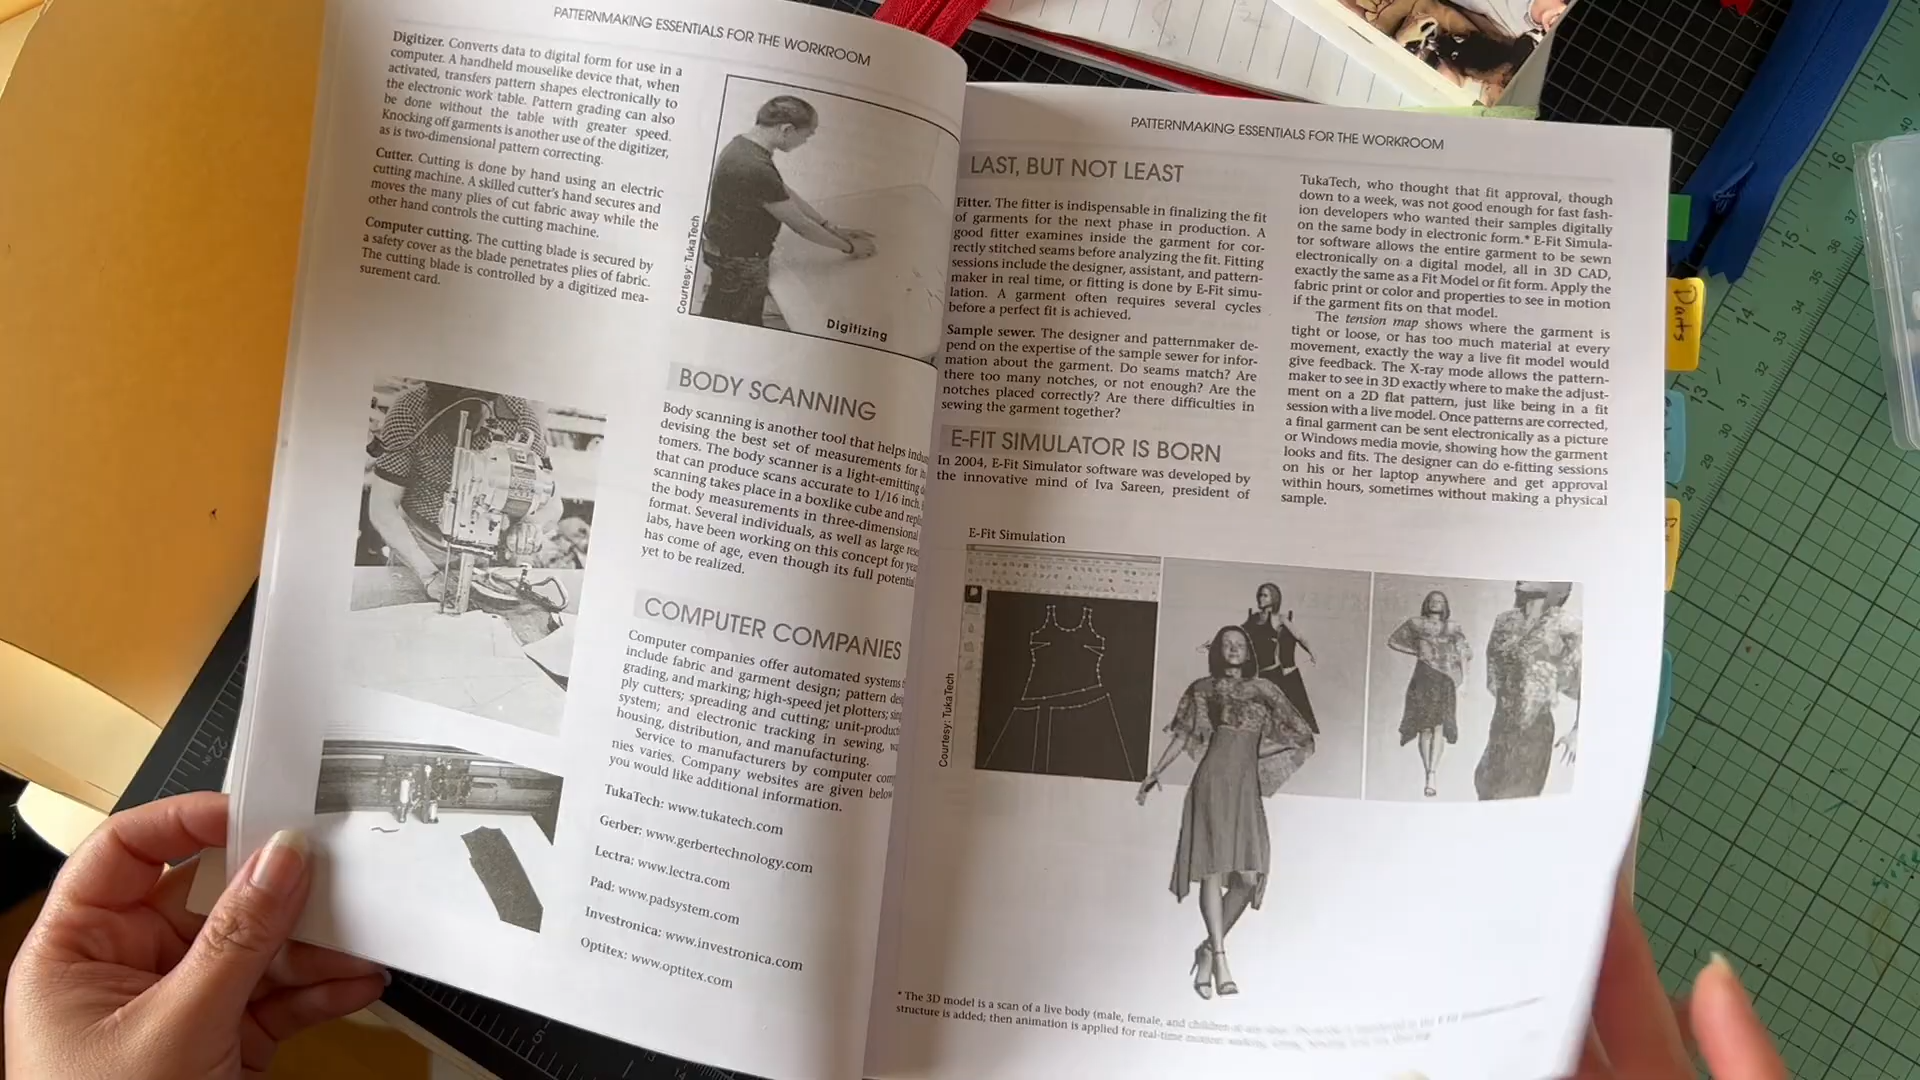 PATTERNMAKING ESSENTIALS FOR THE WORKROOM
Digitizer. Converts data to digital form for use in a
computer. A handheld mouselike device that, when
activated, transfers pattern shapes electronically to
the electronic work table. Pattern grading can also
be done without the table with greater speed.
Knocking off garments is another use of the digitizer,
as is two-dimensional pattern correcting.
Cutter. Cutting is done by hand using an electric
cutting machine. A skilled cutter's hand secures and
moves the many plies of cut fabric away while the
other hand controls the cutting machine.
Computer cutting. The cutting blade is secured by
a safety cover as the blade penetrates plies of fabric.
The cutting blade is controlled by a digitized mea-
surement card.
Courtesy: TukaTech
Digitizing
BODY SCANNING
Body scanning is another tool that helps
devising the best set of measurements for
tomers. The body scanner is a light-emitting
that can produce scans accurate to 1/16 inch.
scanning takes place in a boxlike cube and
the body measurements in three-dimensional
format. Several individuals, as well as large
labs, have been working on this concept for
has come of age, even though its full
yet to be realized.
COMPUTER COMPANIES
Computer companies offer automated systems
include fabric and garment design; pattern
grading, and marking; high-speed jet plotters;
ply cutters; spreading and cutting;
system; and electronic tracking in sewing,
housing, distribution, and manufacturing.
Service to manufacturers by computer
nies varies. Company websites are given below
you would like additional information.
TukaTech: www.tukatech.com
Gerber: www.gerbertechnology.com
Lectra: www.lectra.com
Pad: www.padsystem.com
Investronica: www.investronica.com
Optitex: www.optitex.com
PATTERNMAKING ESSENTIALS FOR THE WORKROOM
LAST, BUT NOT LEAST
Fitter. The fitter is indispensable in finalizing the fit
of garments for the next phase in production. A
good fitter examines inside the garment for cor-
rectly stitched seams before analyzing the fit. Fitting
sessions include the designer, assistant, and pattern-
maker in real time, or fitting is done by E-Fit simu-
lation. A garment often requires several cycles
before a perfect fit is achieved.
Sample sewer. The designer and patternmaker de-
pend on the expertise of the sample sewer for infor-
mation about the garment. Do seams match? Are
there too many notches, or not enough? Are the
notches placed correctly? Are there difficulties in
sewing the garment together?
E-FIT SIMULATOR IS BORN
In 2004, E-Fit Simulator software was developed by
the innovative mind of Iva Sareen, president of
TukaTech, who thought that fit approval, though
down to a week, was not good enough for fast fash-
ion developers who wanted their samples digitally
on the same body in electronic form.* E-Fit Simula-
tor software allows the entire garment to be sewn
electronically on a digital model, all in 3D CAD,
exactly the same as a Fit Model or fit form. Apply the
fabric print or color and properties to see in motion
if the garment fits on that model.
The tension map shows where the garment is
tight or loose, or has too much material at every
movement, exactly the way a live fit model would
give feedback. The X-ray mode allows the pattern-
maker to see in 3D exactly where to make the adjust-
ment on a 2D flat pattern, just like being in a fit
session with a live model. Once patterns are corrected,
a final garment can be sent electronically as a picture
or Windows media movie, showing how the garment
looks and fits. The designer can do e-fitting sessions
on his or her laptop anywhere and get approval
within hours, sometimes without making a physical
sample.
E-Fit Simulation
Courtesy: TukaTech
* The 3D model is a scan of a live body (male, female, and children
structure is added; then animation is applied for real-time
Darts
17
16
15
14
13